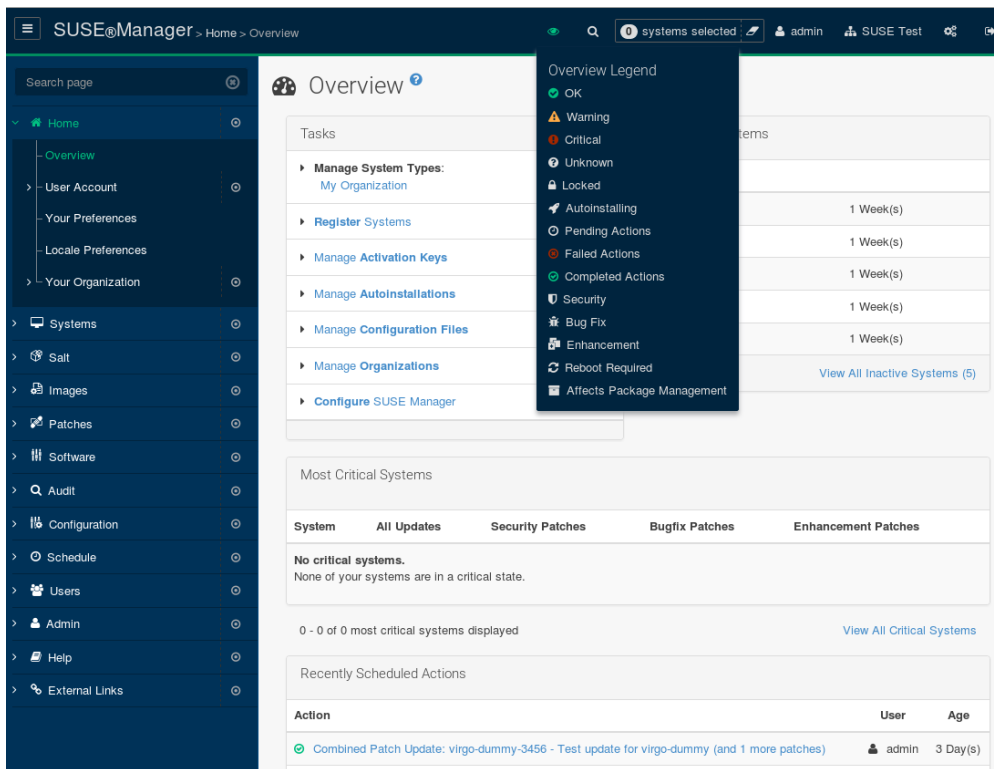 SUSE®Manager > Home > Overview
0 systems selected
admin
SUSE Test
Search page
Home
Overview
User Account
Your Preferences
Locale Preferences
Your Organization
Systems
Salt
Images
Patches
Software
Audit
Configuration
Schedule
Users
Admin
Help
External Links
Overview
Tasks
Manage System Types:
My Organization
Register Systems
Manage Activation Keys
Manage Autoinstallations
Manage Configuration Files
Manage Organizations
Configure SUSE Manager
Overview Legend
OK
Warning
Critical
Unknown
Locked
Autoinstalling
Pending Actions
Failed Actions
Completed Actions
Security
Bug Fix
Enhancement
Reboot Required
Affects Package Management
tems
1 Week(s)
1 Week(s)
1 Week(s)
1 Week(s)
1 Week(s)
View All Inactive Systems (5)
Most Critical Systems
System All Updates Security Patches Bugfix Patches Enhancement Patches
No critical systems.
None of your systems are in a critical state.
0 - 0 of 0 most critical systems displayed
View All Critical Systems
Recently Scheduled Actions
Action User Age
Combined Patch Update: virgo-dummy-3456 - Test update for virgo-dummy (and 1 more patches) admin 3 Day(s)